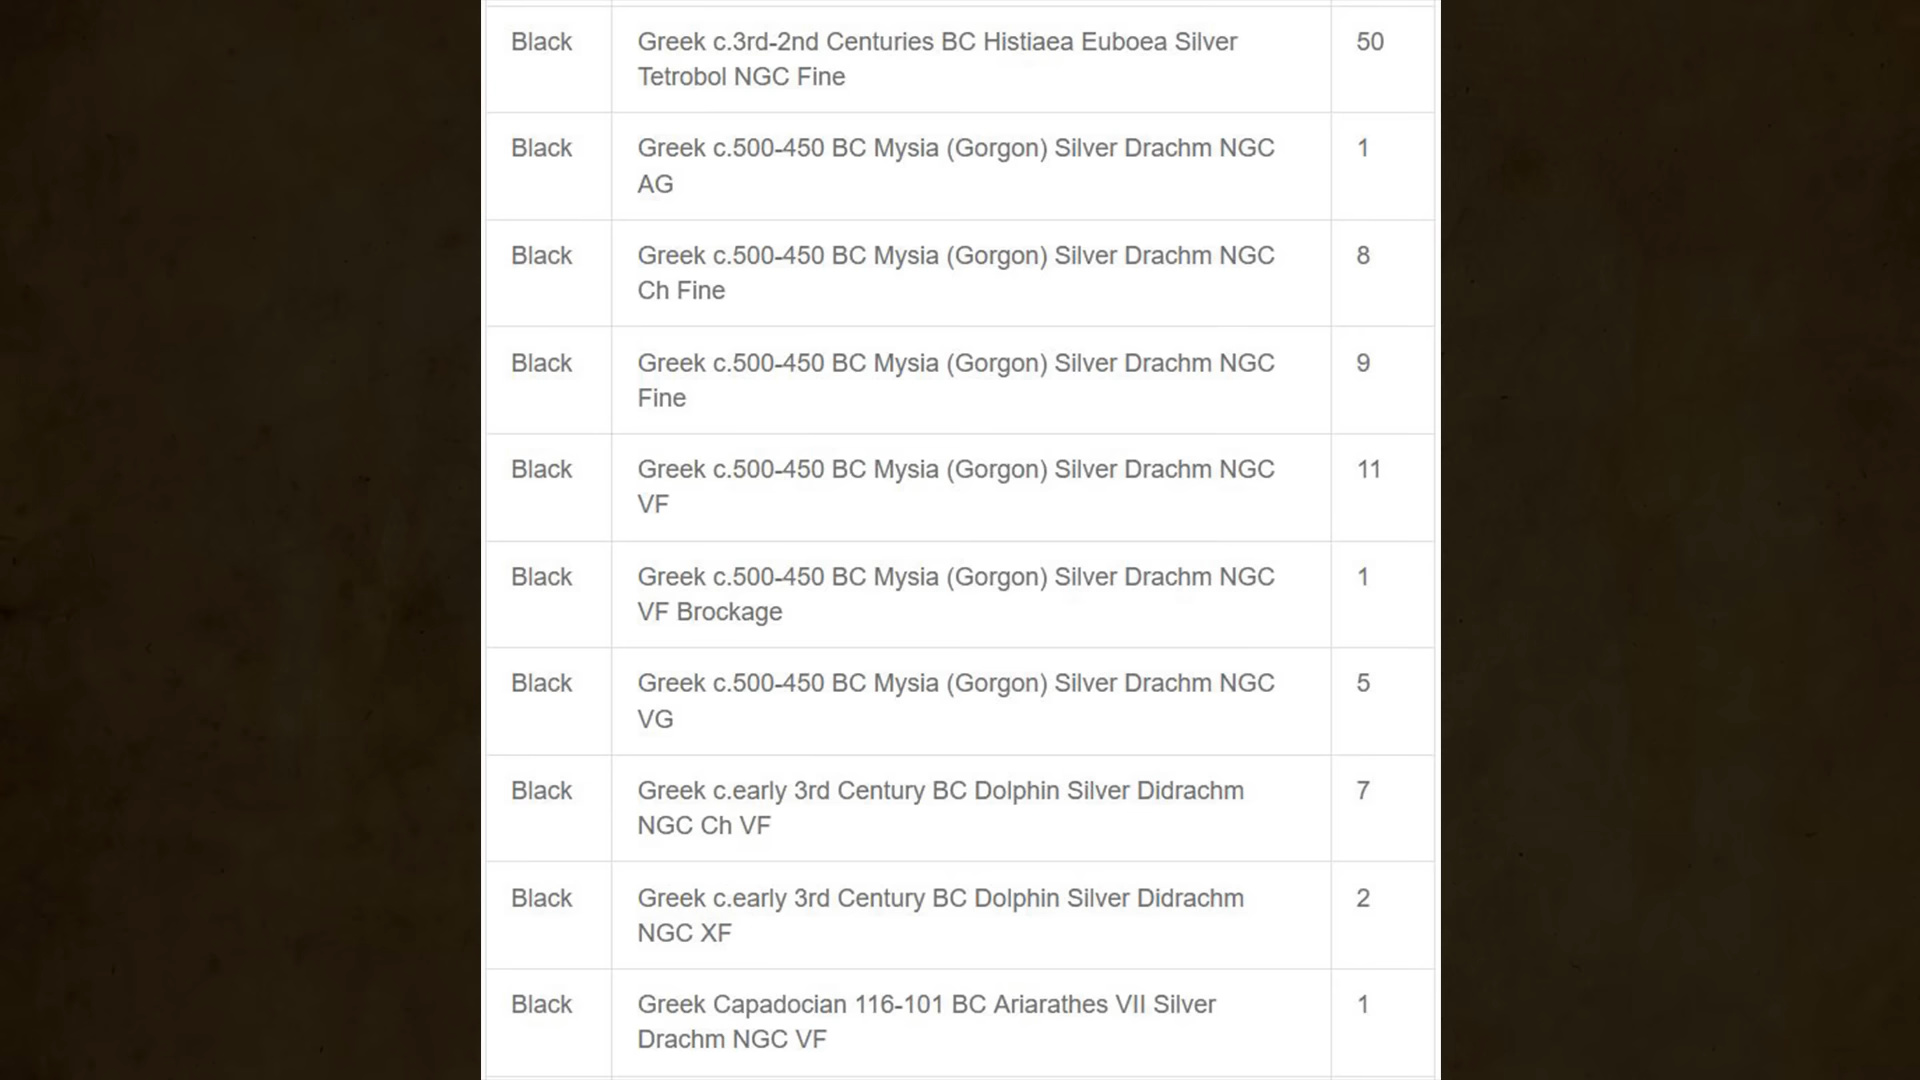 Black Greek c.3rd-2nd Centuries BC Histiaea Euboea Silver 50
Tetrobol NGC Fine
Black Greek c.500-450 BC Mysia (Gorgon) Silver Drachm NGC 1
AG
Black Greek c.500-450 BC Mysia (Gorgon) Silver Drachm NGC 8
Ch Fine
Black Greek c.500-450 BC Mysia (Gorgon) Silver Drachm NGC 9
Fine
Black Greek c.500-450 BC Mysia (Gorgon) Silver Drachm NGC 11
VF
Black Greek c.500-450 BC Mysia (Gorgon) Silver Drachm NGC 1
VF Brockage
Black Greek c.500-450 BC Mysia (Gorgon) Silver Drachm NGC 5
VG
Black Greek c.early 3rd Century BC Dolphin Silver Didrachm 7
NGC Ch VF
Black Greek c.early 3rd Century BC Dolphin Silver Didrachm 2
NGC XF
Black Greek Capadocian 116-101 BC Ariarathes VII Silver 1
Drachm NGC VF